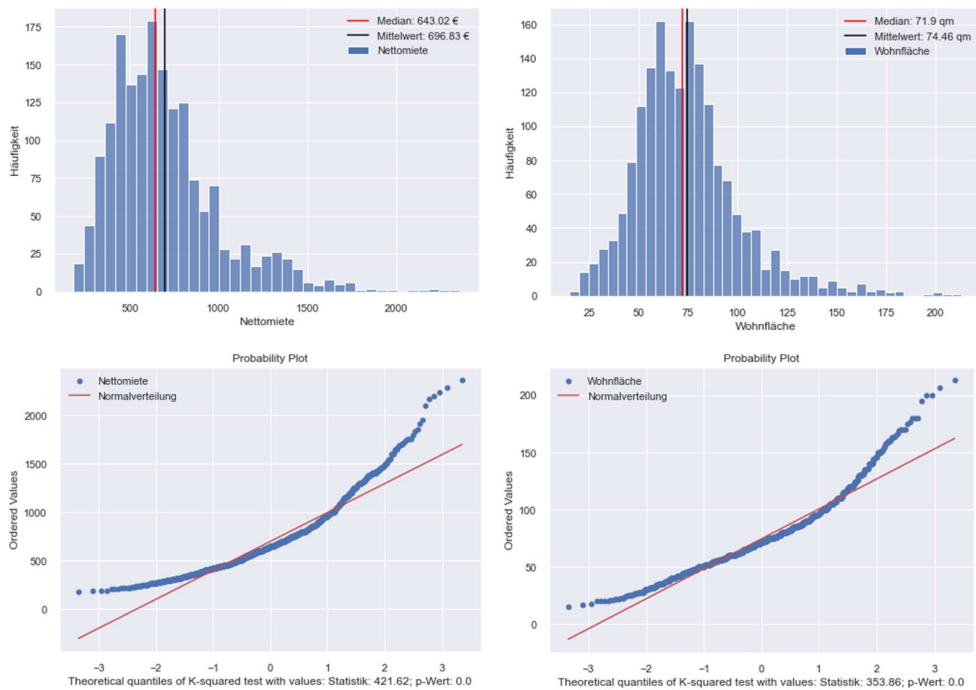 Median: 643.02 €
Mittelwert: 696.83 €
Nettomiete
175
150
125
100
75
50
25
0
Häufigkeit
500
1000
1500
2000
Nettomiete
Median: 71.9 qm
Mittelwert: 74.46 qm
Wohnfläche
160
140
120
100
80
60
40
20
0
Häufigkeit
25
50
75
100
125
150
175
200
Wohnfläche
Probability Plot
Nettomiete
Normalverteilung
2000
1500
1000
500
0
Ordered Values
−3
−2
−1
0
1
2
3
Theoretical quantiles of K-squared test with values: Statistik: 421.62; p-Wert: 0.0
Probability Plot
Wohnfläche
Normalverteilung
200
150
100
50
0
Ordered Values
−3
−2
−1
0
1
2
3
Theoretical quantiles of K-squared test with values: Statistik: 353.86; p-Wert: 0.0